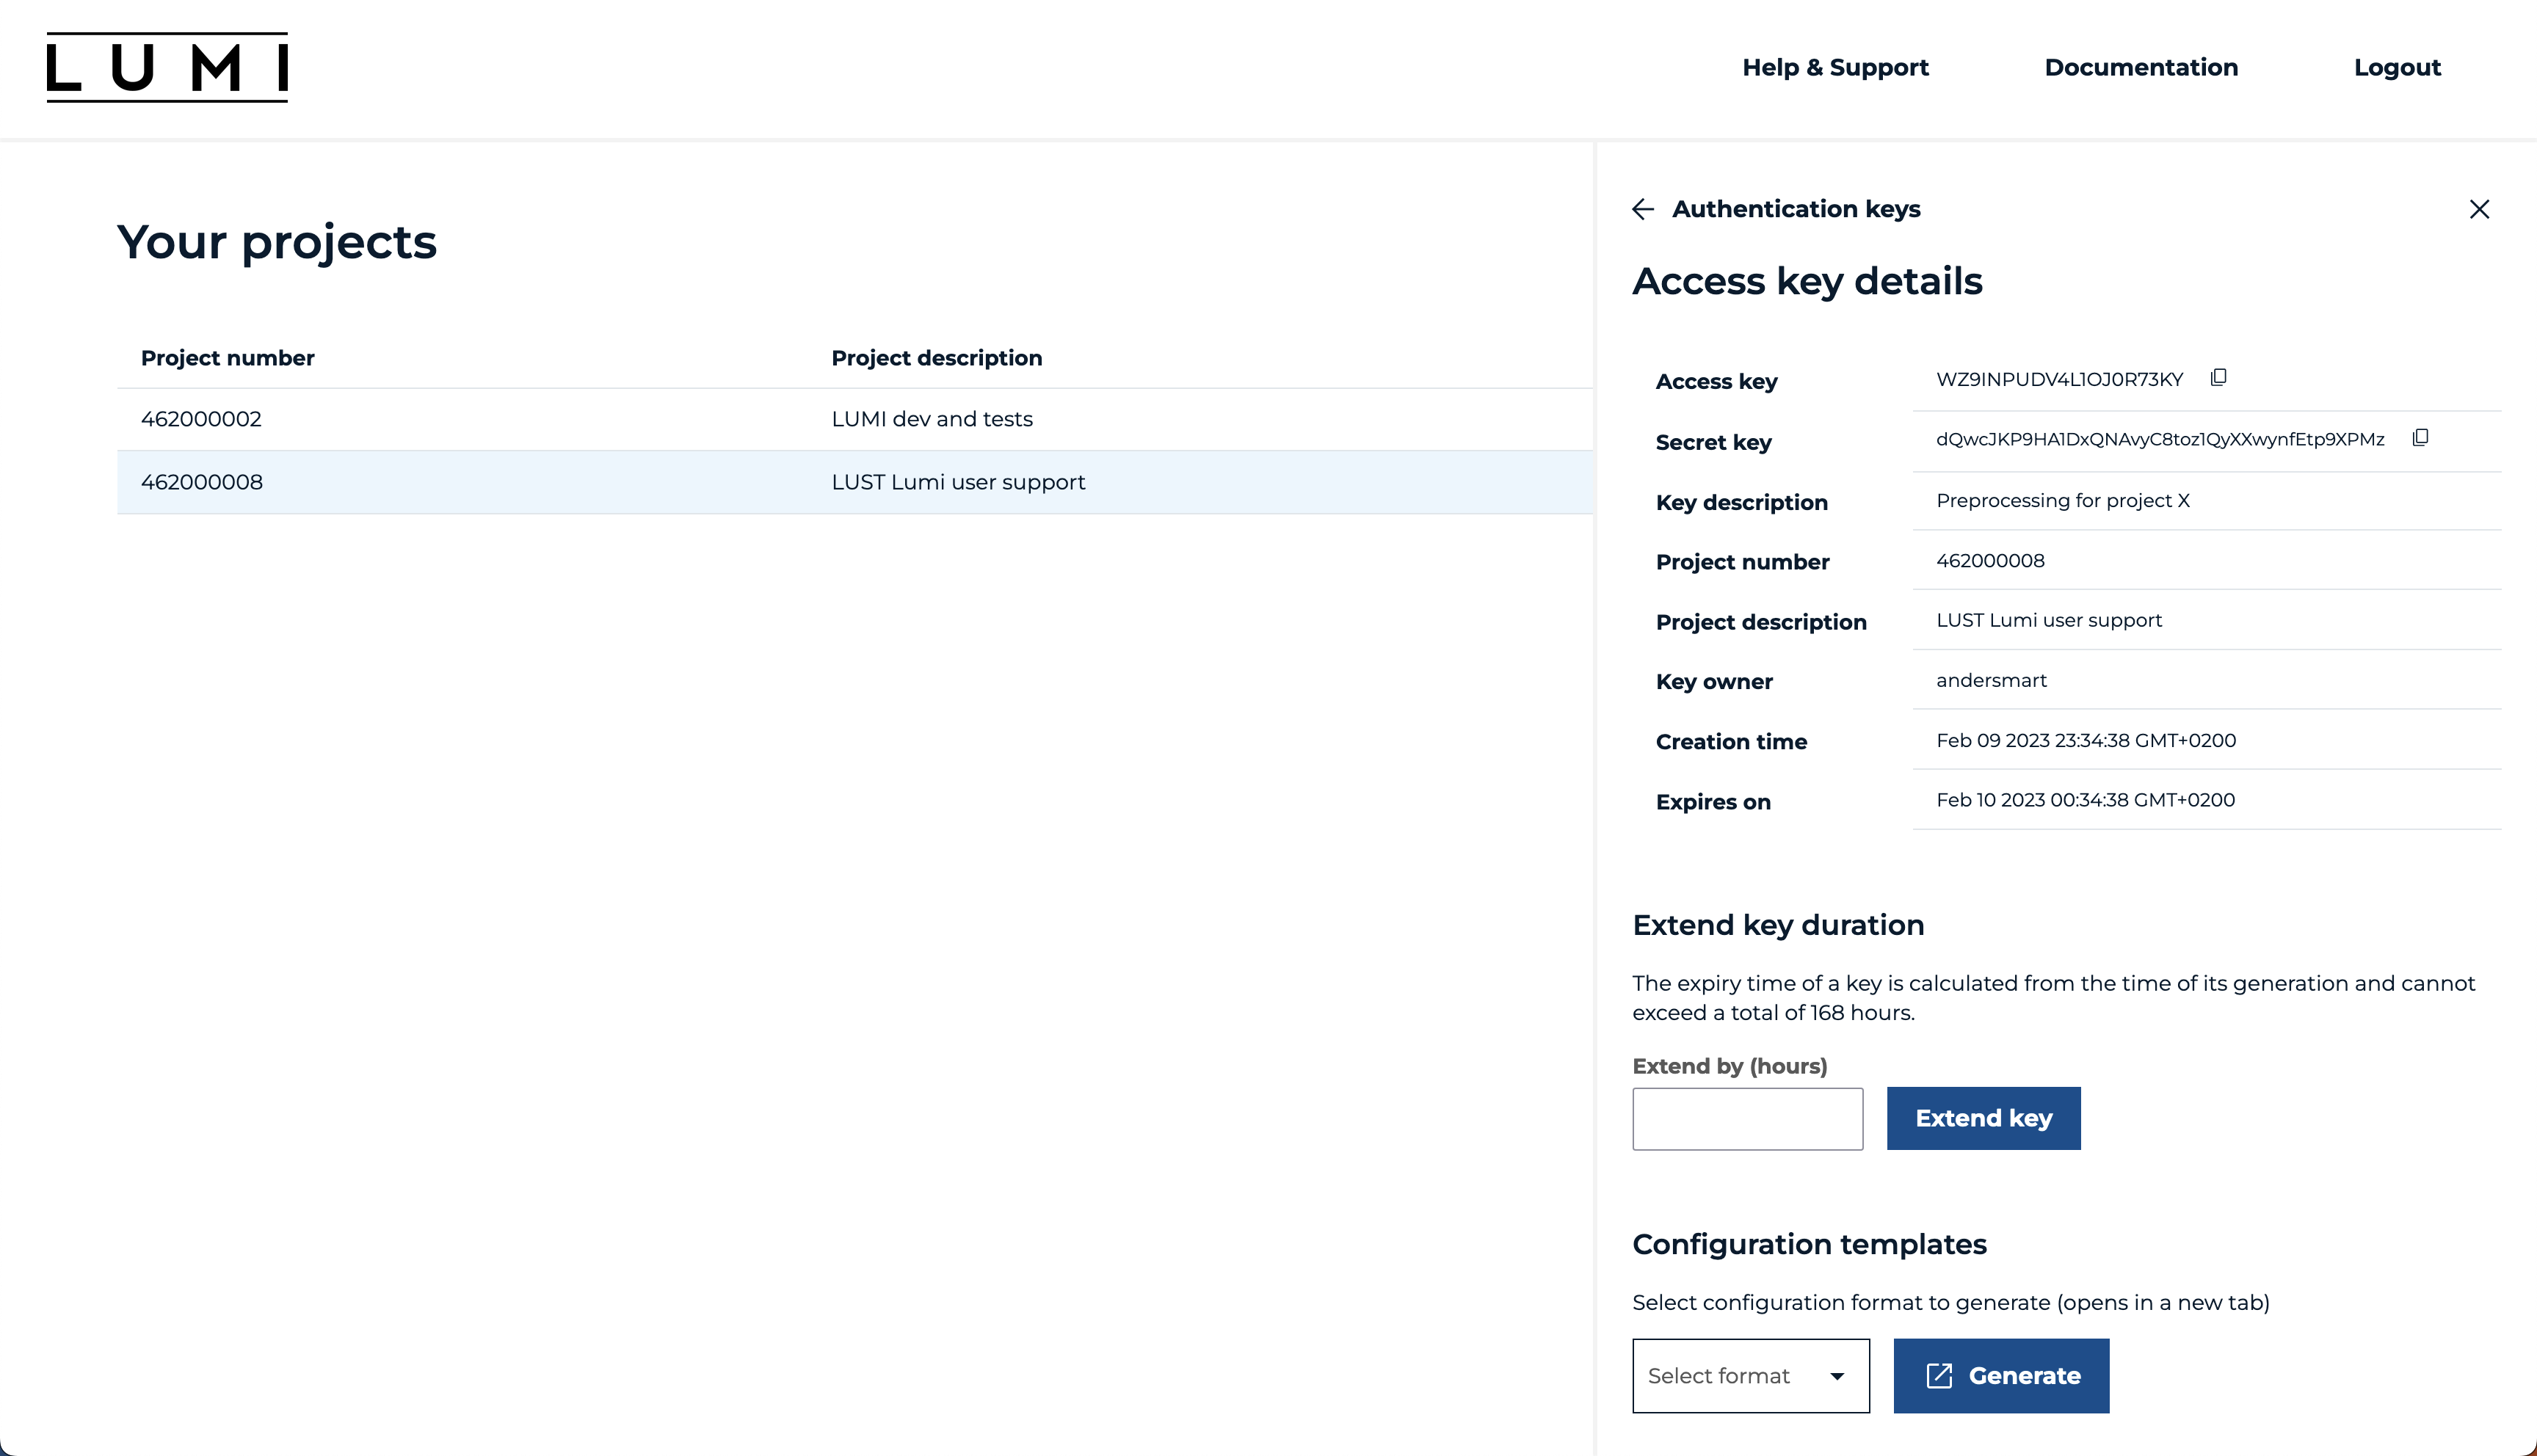 LUMI
Help & Support Documentation Logout
Your projects
Project number Project description
462000002 LUMI dev and tests
462000008 LUST Lumi user support
Authentication keys
Access key details
Access key WZ9INPUDV4L1OJ0R73KY
Secret key dQwcJKP9HA1DxQNAvyC8toz1QyXXwynfEtp9XPMz
Key description Preprocessing for project X
Project number 462000008
Project description LUST Lumi user support
Key owner andersmart
Creation time Feb 09 2023 23:34:38 GMT+0200
Expires on Feb 10 2023 00:34:38 GMT+0200
Extend key duration
The expiry time of a key is calculated from the time of its generation and cannot
exceed a total of 168 hours.
Extend by (hours)
Extend key
Configuration templates
Select configuration format to generate (opens in a new tab)
Select format Generate